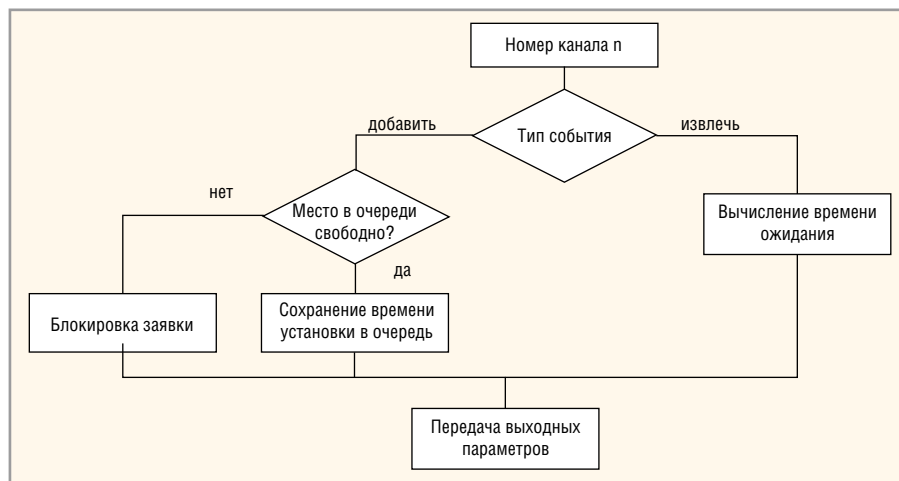 Номер канала n
Тип события
добавить
извлечь
нет
Место в очереди
свободно?
да
Вычисление времени
ожидания
Блокировка заявки
Сохранение времени
установки в очередь
Передача выходных
параметров